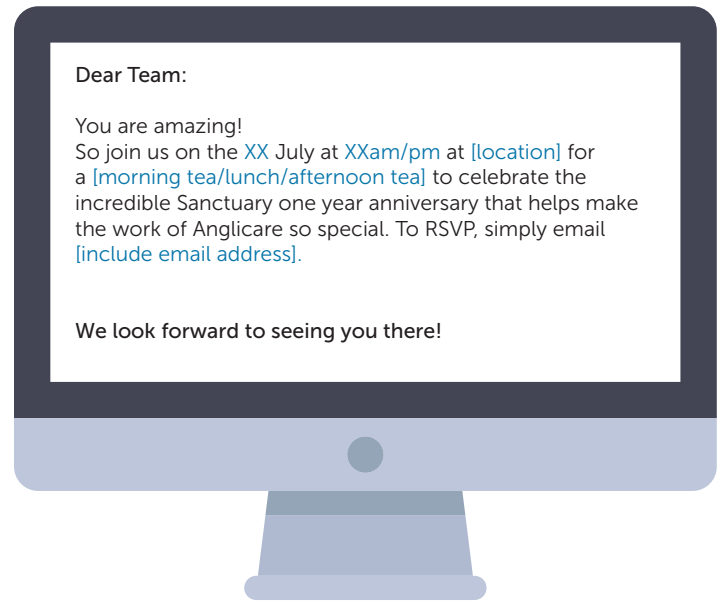 Dear Team:
You are amazing!
So join us on the XX July at XXam/pm at [location] for
a [morning tea/lunch/afternoon tea] to celebrate the
incredible Sanctuary one year anniversary that helps make
the work of Anglicare so special. To RSVP, simply email
[include email address].
We look forward to seeing you there!